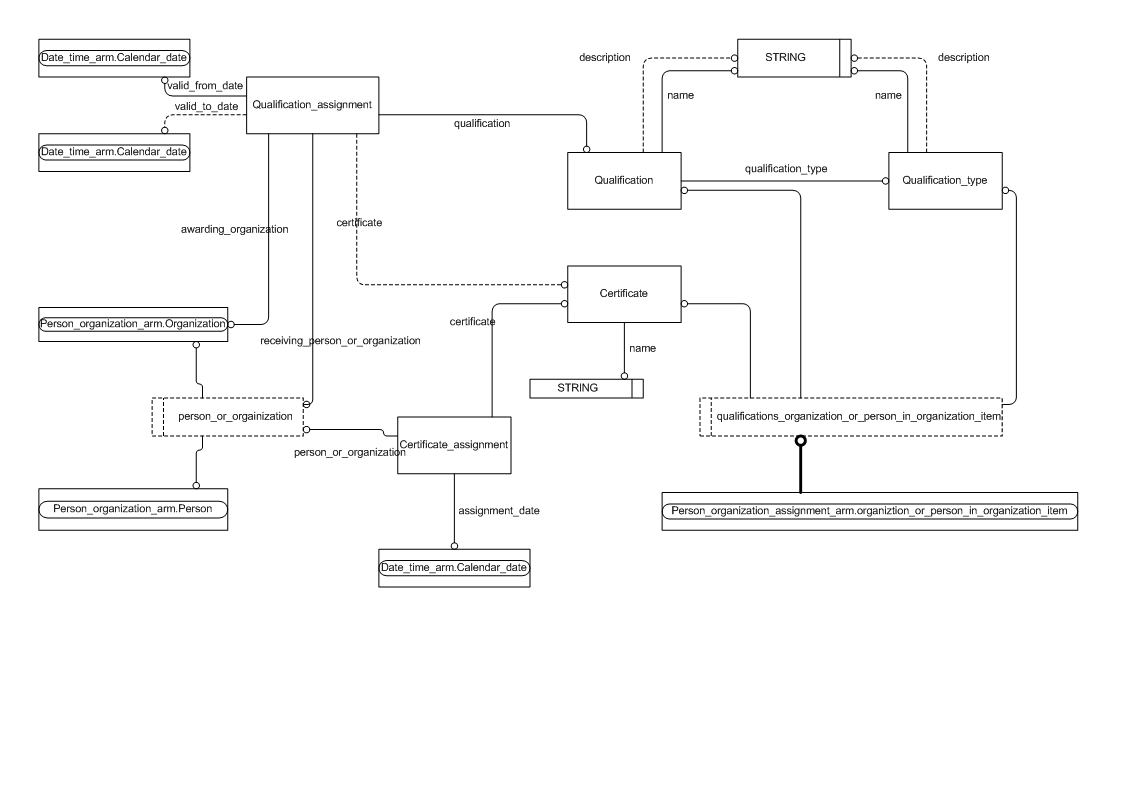 Date_time_arm.Calendar_date
description
STRING
description
valid_from_date
name
name
Qualification_assignment
valid_to_date
qualification
Date_time_arm.Calendar_date
qualification_type
Qualification
Qualification_type
certificate
awarding_organization
Certificate
Person_organization_arm.Organization
certificate
receiving_person_or_organization
name
STRING
person_or_orgainization
qualifications_organization_or_person_in_organization_item
Certificate_assignment
person_or_organization
Person_organization_arm.Person
assignment_date
Person_organization_assignment_arm.organiztion_or_person_in_organization_item
Date_time_arm.Calendar_date